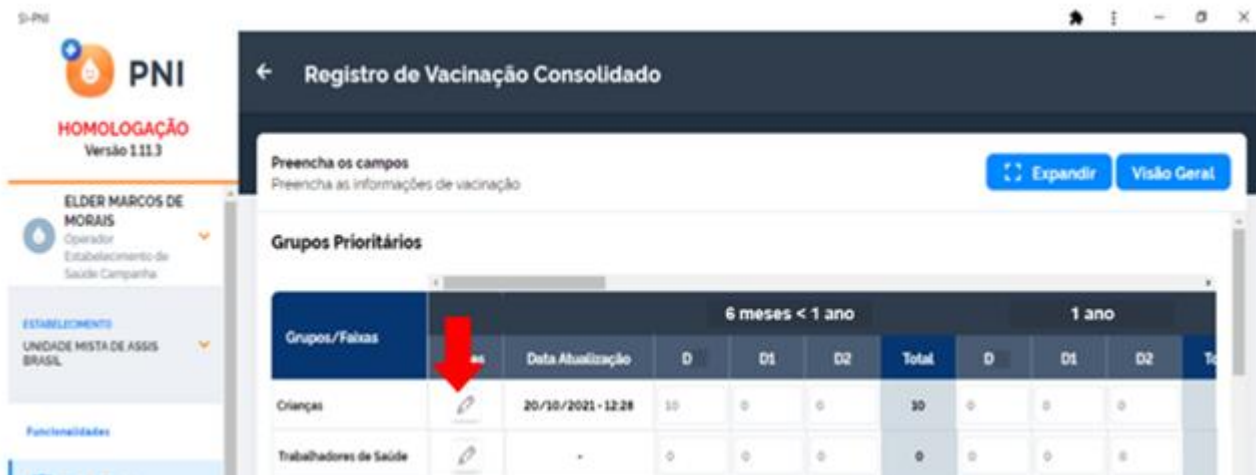 SI-PNI
PNI
HOMOLOGAÇÃO
Versão 1.11.3
ELDER MARCOS DE
MORAIS
Operador
Estabelecimento de
Saúde Campanha
ESTABELECIMENTO
UNIDADE MISTA DE ASSIS
BRASIL
Funcionalidades
Registro de Vacinação Consolidado
Preencha os campos
Preencha as informações de vacinação
Expandir
Visão Geral
Grupos Prioritários
6 meses < 1 ano 1 ano
Grupos/Faixas Data Atualização D D1 D2 Total D D1 D2
Crianças 20/10/2021 - 12:28 10 0 0 10 0 0 0
Trabalhadores de Saúde - 0 0 0 0 0 0 0